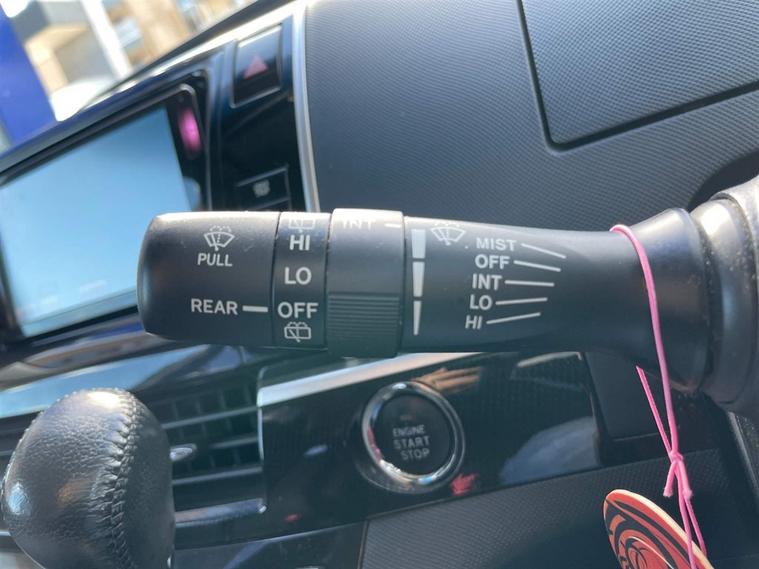 PULL
REAR
HI
LO
OFF
INT
MIST
OFF
INT
LO
HI
ENGINE
START
STOP